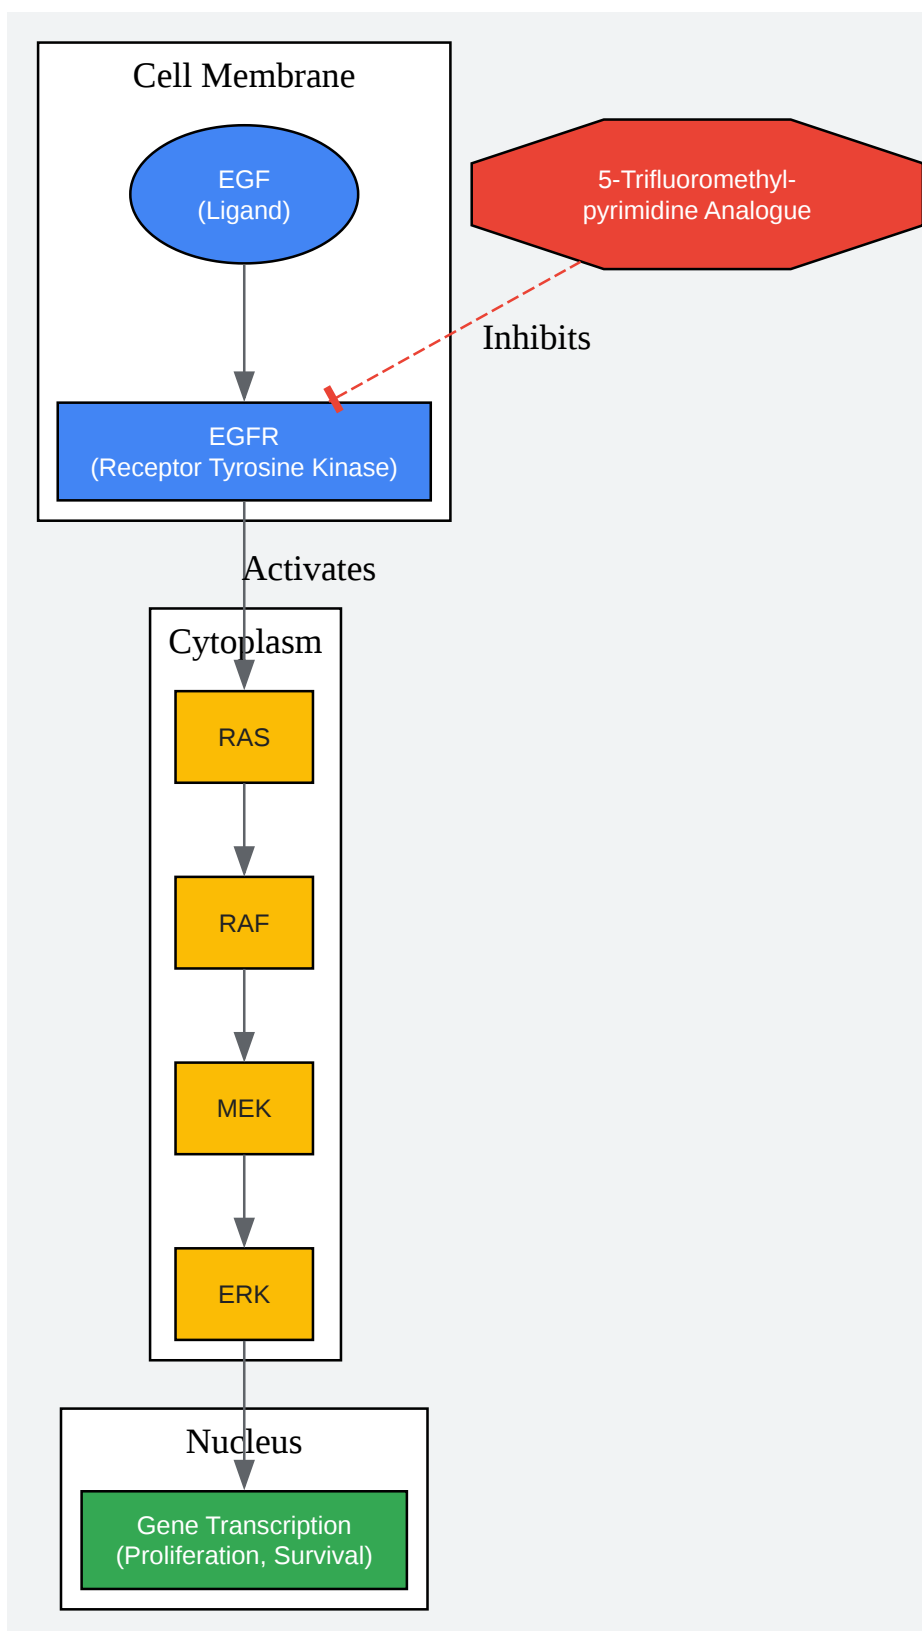 Cell Membrane
EGF
(Ligand)
5-Trifluoromethyl-
pyrimidine Analogue
Inhibits
EGFR
(Receptor Tyrosine Kinase)
Activates
Cytoplasm
RAS
RAF
MEK
ERK
Nucleus
Gene Transcription
(Proliferation, Survival)